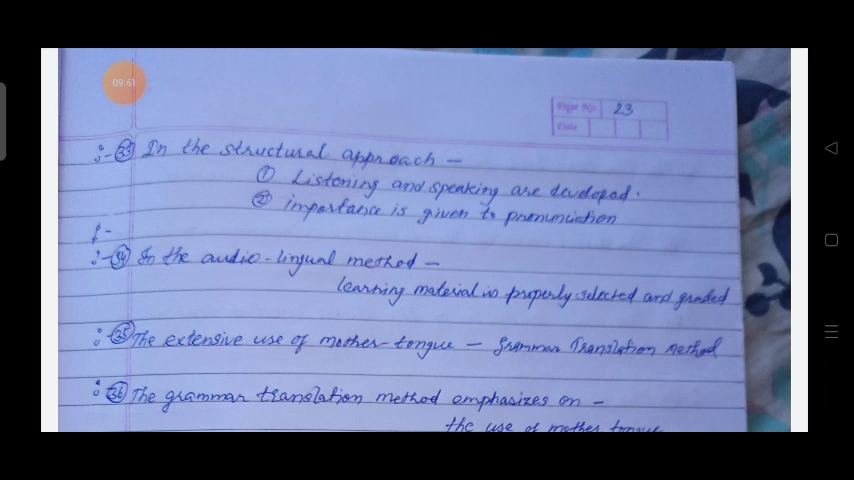 09:51
Page No. 23
Date
:- 33 In the structural approach -
① Listening and speaking are developed.
② importance is given to pronunciation
:- 34 In the audio-lingual method -
learning material is properly selected and graded
:- 35 The extensive use of mother-tongue - Grammar Translation Method
:- 36 The grammar translation method emphasizes on -
the use of mother tongue